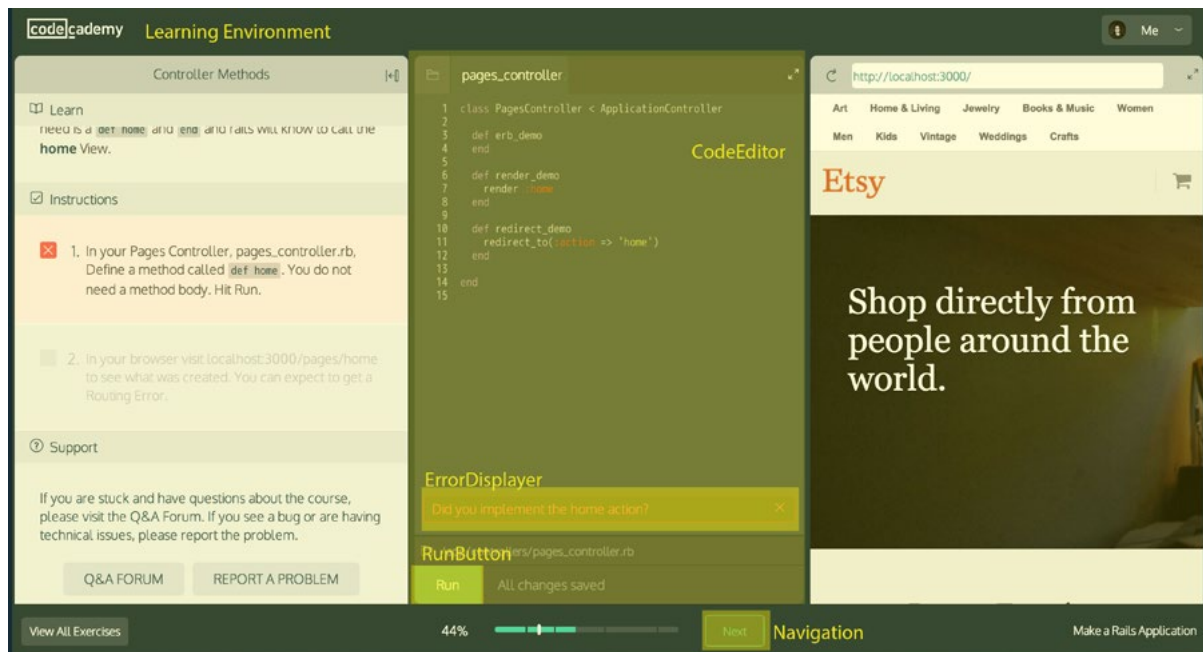 codecademy
Learning Environment
Me
Controller Methods
Learn
need is a def home and end and rails will know to call the
home View.
Instructions
1. In your Pages Controller, pages_controller.rb,
Define a method called def home. You do not
need a method body. Hit Run.
2. In your browser visit localhost:3000/pages/home
to see what was created. You can expect to get a
Routing Error.
Support
If you are stuck and have questions about the course,
please visit the Q&A Forum. If you see a bug or are having
technical issues, please report the problem.
Q&A FORUM
REPORT A PROBLEM
pages_controller
1 class PagesController < ApplicationController
2
3 def erb_demo
4 end
5
6 def render_demo
7 render :home
8 end
9
10 def redirect_demo
11 redirect_to(:action => 'home')
12 end
13
14 end
15
CodeEditor
ErrorDisplayer
Did you implement the home action?
RunButton
/pages_controller.rb
Run
All changes saved
http://localhost:3000/
Art Home & Living Jewelry Books & Music Women
Men Kids Vintage Weddings Crafts
Etsy
Shop directly from
people around the
world.
View All Exercises
44%
Next
Navigation
Make a Rails Application